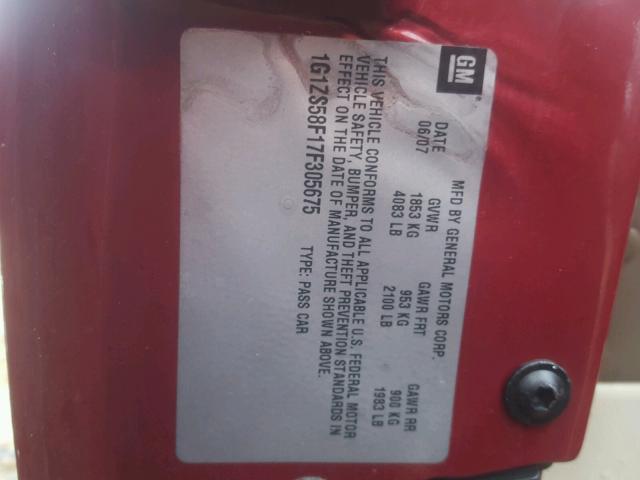 GM
MFD BY GENERAL MOTORS CORP.
DATE GVWR GAWR FRT GAWR RR
06/07 1853 KG 953 KG 900 KG
4083 LB 2100 LB 1983 LB
THIS VEHICLE CONFORMS TO ALL APPLICABLE U.S. FEDERAL MOTOR
VEHICLE SAFETY, BUMPER, AND THEFT PREVENTION STANDARDS IN
EFFECT ON THE DATE OF MANUFACTURE SHOWN ABOVE.
1G1ZS58F17F305675 TYPE: PASS CAR